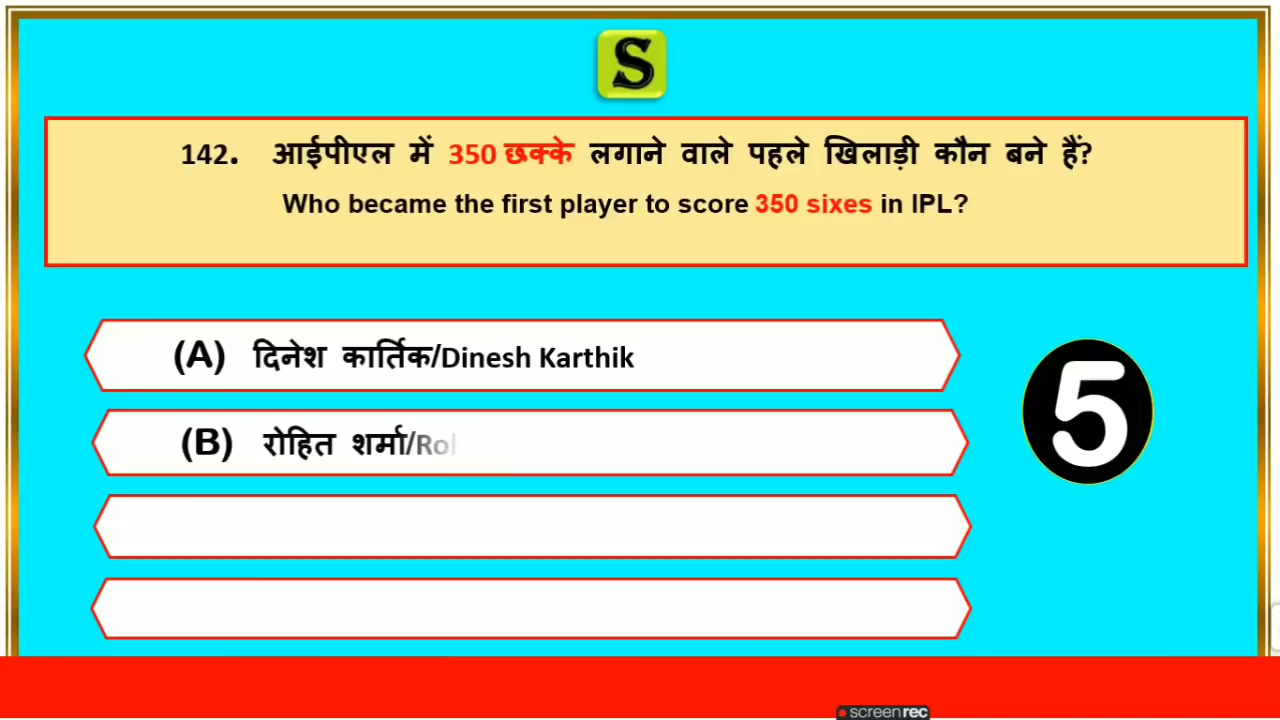 S
142. आईपीएल में 350 छक्के लगाने वाले पहले खिलाड़ी कौन बने हैं?
Who became the first player to score 350 sixes in IPL?
(A) दिनेश कार्तिक/Dinesh Karthik
5
(B) रोहित शर्मा/Roh
screenrec